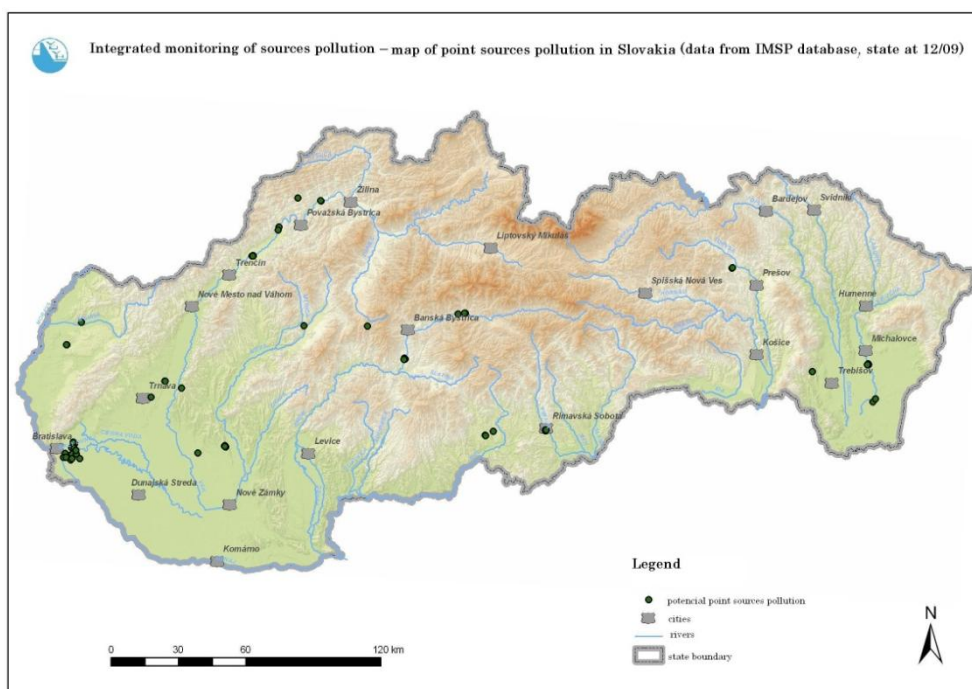 Integrated monitoring of sources pollution – map of point sources pollution in Slovakia (data from IMSP database, state at 12/09)
Žilina
Považská Bystrica
Bardejov
Svidník
Liptovský Mikuláš
Trenčín
Spišská Nová Ves
Prešov
Nové Mesto nad Váhom
Humenné
Banská Bystrica
Michalovce
Košice
Trebišov
Trnava
Rimavská Sobota
Bratislava
Levice
Dunajská Streda
Nové Zámky
Komárno
Legend
potencial point sources pollution
cities
rivers
state boundary
N
0 30 60 120 km